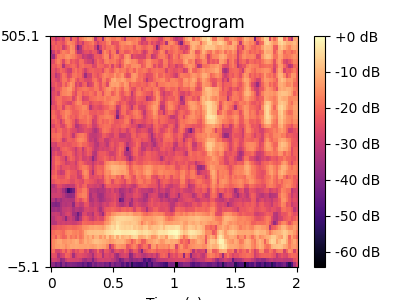 Mel Spectrogram
505.1
−5.1
0
0.5
1
1.5
2
+0 dB
-10 dB
-20 dB
-30 dB
-40 dB
-50 dB
-60 dB